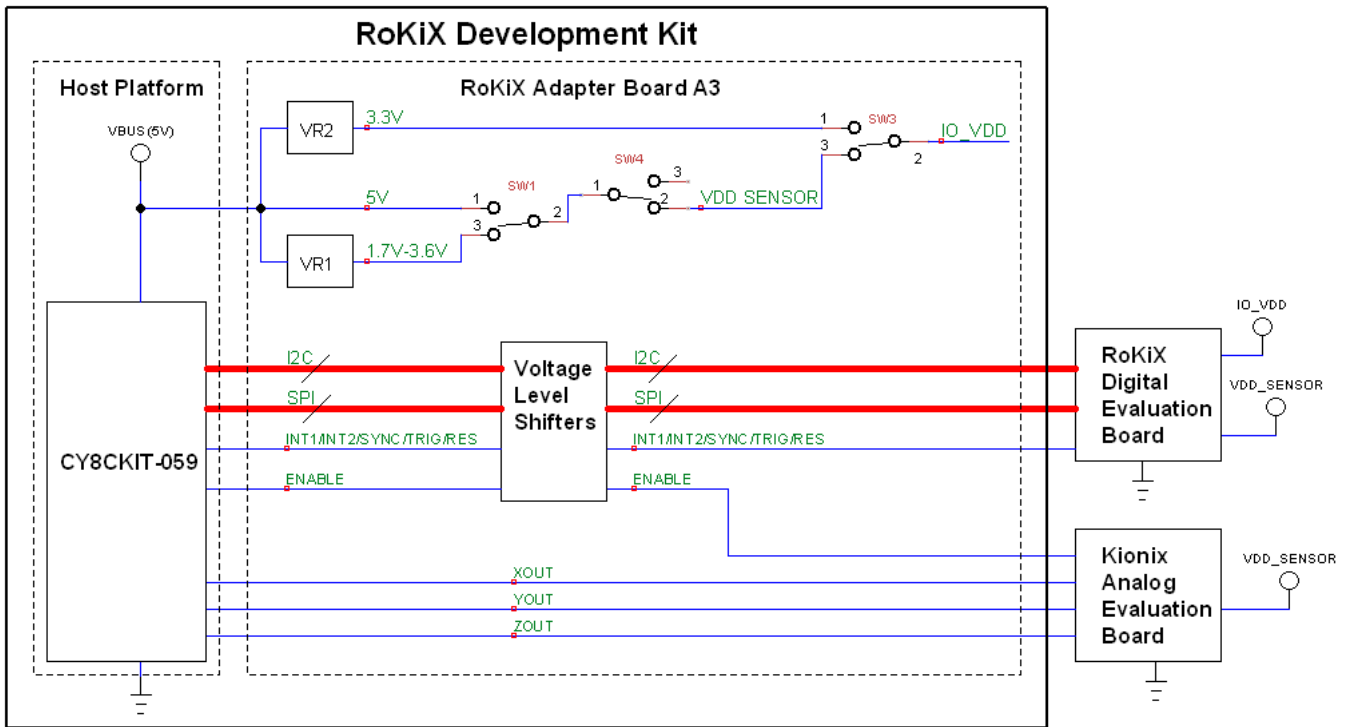 RoKiX Development Kit
Host Platform
RoKiX Adapter Board A3
VBUS (5V)
VR2
3.3V
1
SW3
3
2
IO_VDD
5V
1
SW1
3
2
SW4
1
3
2
VDD SENSOR
VR1
1.7V-3.6V
CY8CKIT-059
I2C
SPI
INT1/INT2/SYNC/TRIG/RES
ENABLE
Voltage
Level
Shifters
I2C
SPI
INT1/INT2/SYNC/TRIG/RES
ENABLE
XOUT
YOUT
ZOUT
RoKiX
Digital
Evaluation
Board
IO_VDD
VDD_SENSOR
Kionix
Analog
Evaluation
Board
VDD_SENSOR